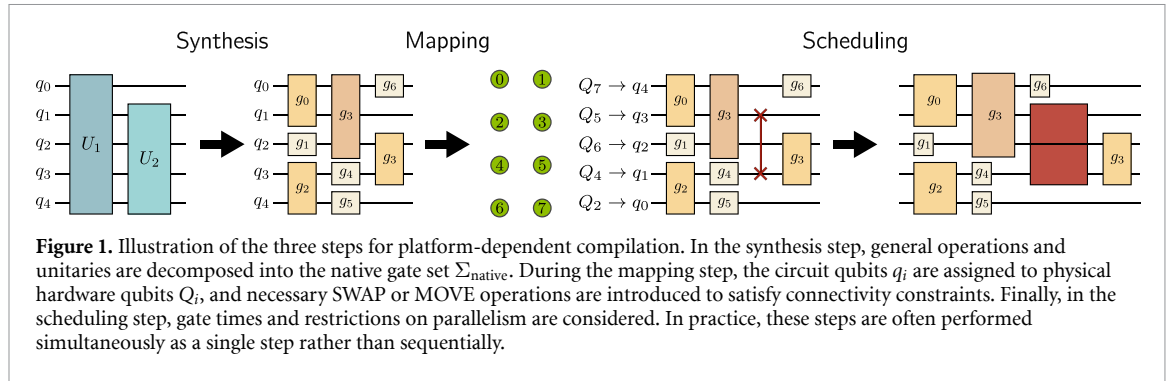 Synthesis Mapping Scheduling
q₀ U₁ q₀ g₀ g₃ g₆ 0 1 Q₇ → q₄ g₀ g₃ g₆ g₀ g₃ g₆
q₁ U₂ q₁ 2 3 Q₅ → q₃
q₂ q₂ g₁ g₃ 4 5 Q₆ → q₂ g₁ g₃ g₁ g₃
q₃ q₃ g₂ g₄ Q₄ → q₁ g₂ g₄ g₂ g₄
q₄ q₄ g₅ 6 7 Q₂ → q₀ g₅ g₅
Figure 1. Illustration of the three steps for platform-dependent compilation. In the synthesis step, general operations and
unitaries are decomposed into the native gate set Σnative. During the mapping step, the circuit qubits qᵢ are assigned to physical
hardware qubits Qᵢ, and necessary SWAP or MOVE operations are introduced to satisfy connectivity constraints. Finally, in the
scheduling step, gate times and restrictions on parallelism are considered. In practice, these steps are often performed
simultaneously as a single step rather than sequentially.